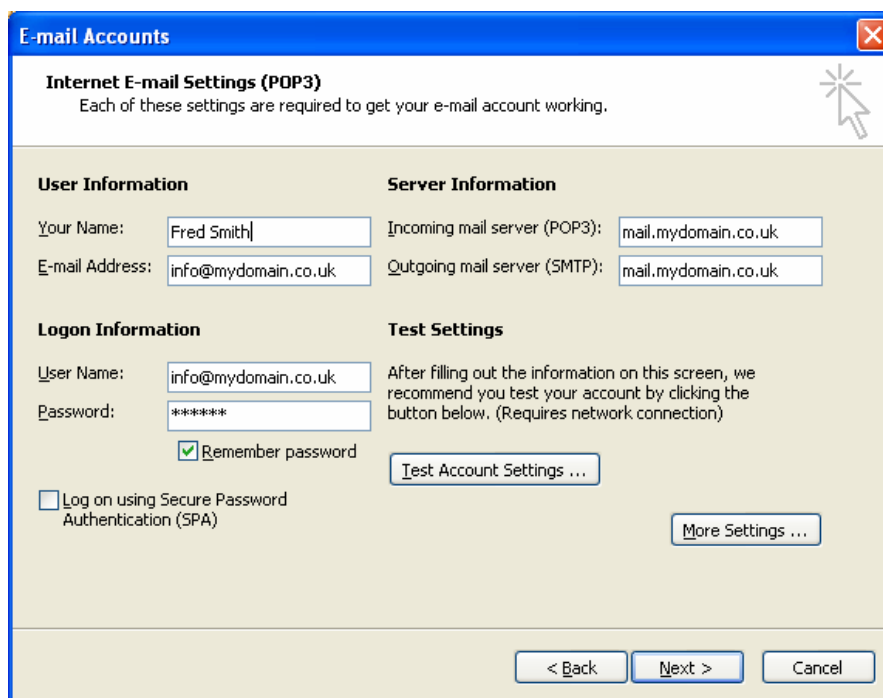 E-mail Accounts
Internet E-mail Settings (POP3)
Each of these settings are required to get your e-mail account working.
User Information
Your Name: Fred Smith
E-mail Address: info@mydomain.co.uk
Server Information
Incoming mail server (POP3): mail.mydomain.co.uk
Outgoing mail server (SMTP): mail.mydomain.co.uk
Logon Information
User Name: info@mydomain.co.uk
Password: ******
Remember password
Log on using Secure Password
Authentication (SPA)
Test Settings
After filling out the information on this screen, we
recommend you test your account by clicking the
button below. (Requires network connection)
Test Account Settings ...
More Settings ...
< Back
Next >
Cancel